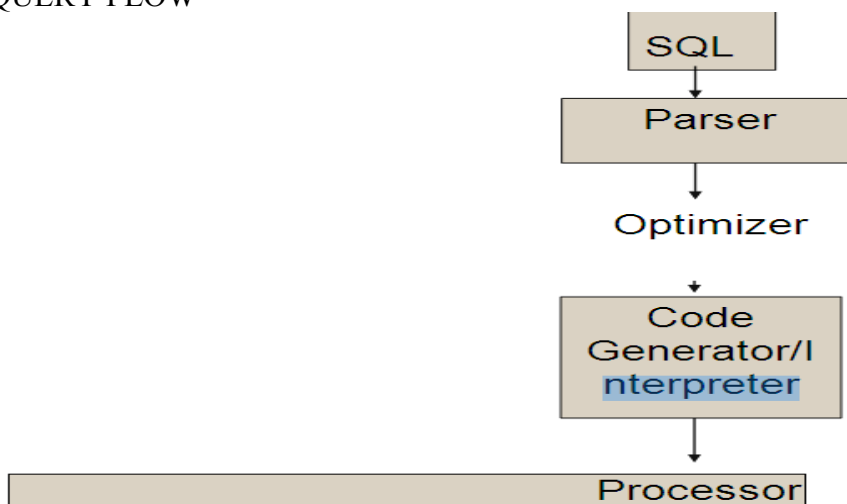 QUERY FLOW
SQL
Parser
Optimizer
Code
Generator/I
nterpreter
Processor